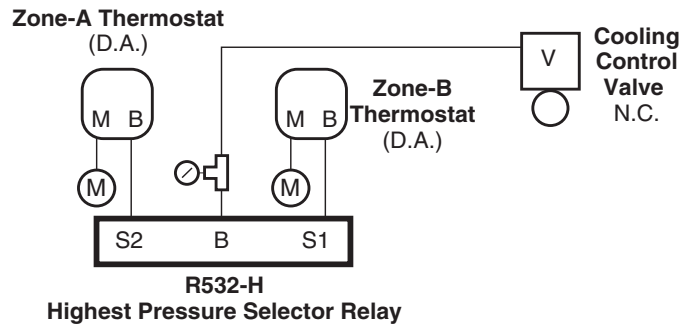 Zone-A Thermostat
(D.A.)
M B
M
Zone-B
Thermostat
(D.A.)
M B
M
V
Cooling
Control
Valve
N.C.
S2 B S1
R532-H
Highest Pressure Selector Relay